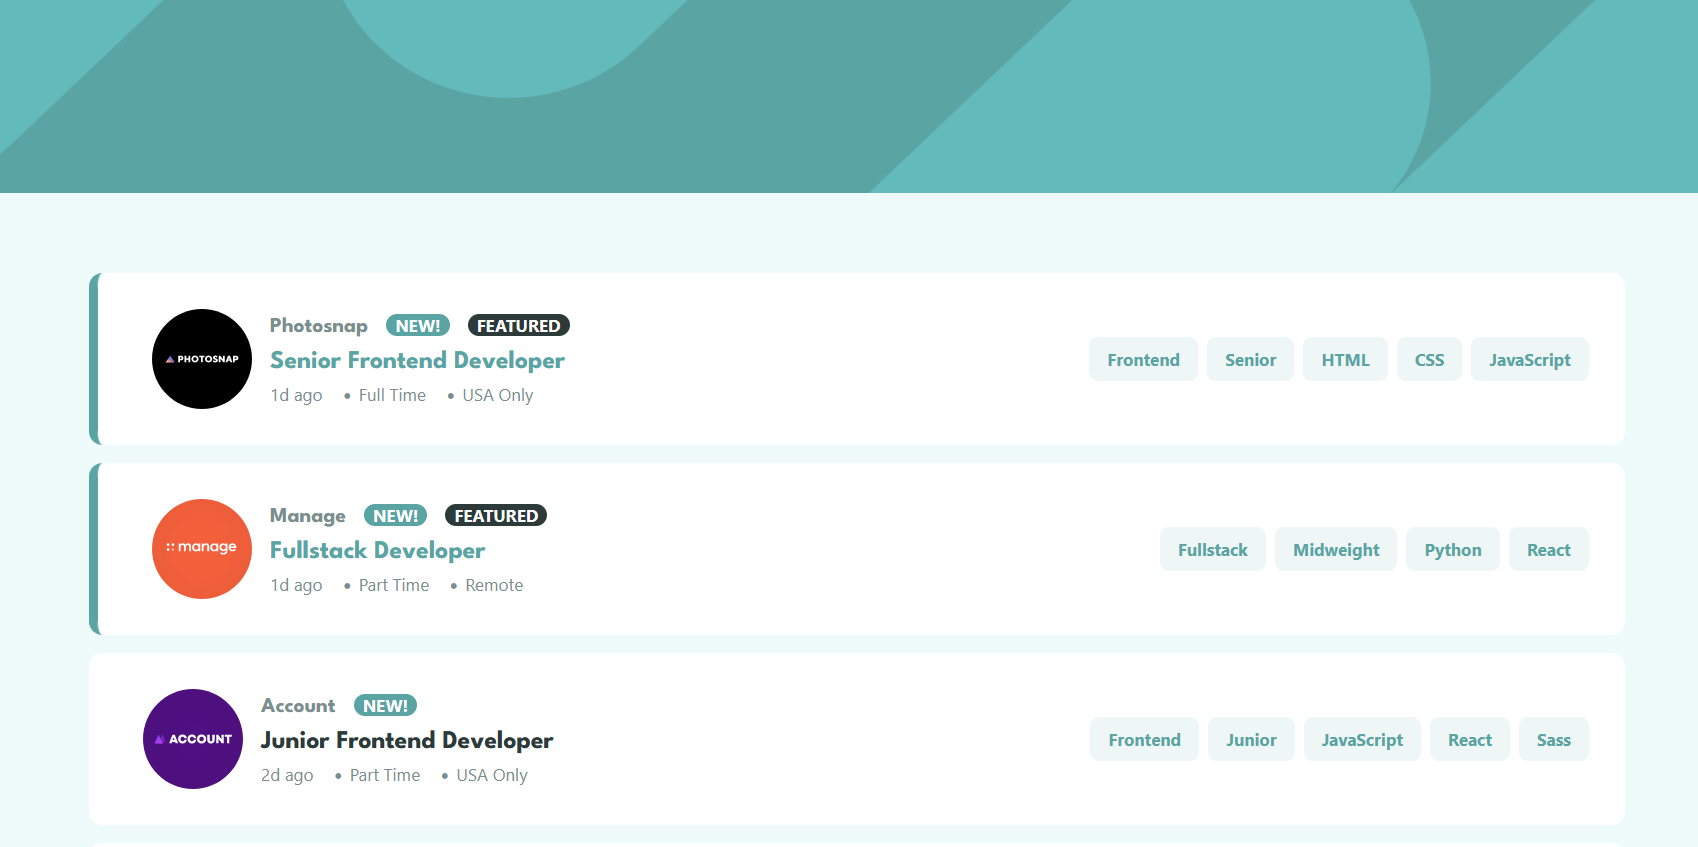 Photosnap NEW! FEATURED
PHOTOSNAP
Senior Frontend Developer
1d ago • Full Time • USA Only
Frontend Senior HTML CSS JavaScript
Manage NEW! FEATURED
manage
Fullstack Developer
1d ago • Part Time • Remote
Fullstack Midweight Python React
Account NEW!
ACCOUNT
Junior Frontend Developer
2d ago • Part Time • USA Only
Frontend Junior JavaScript React Sass